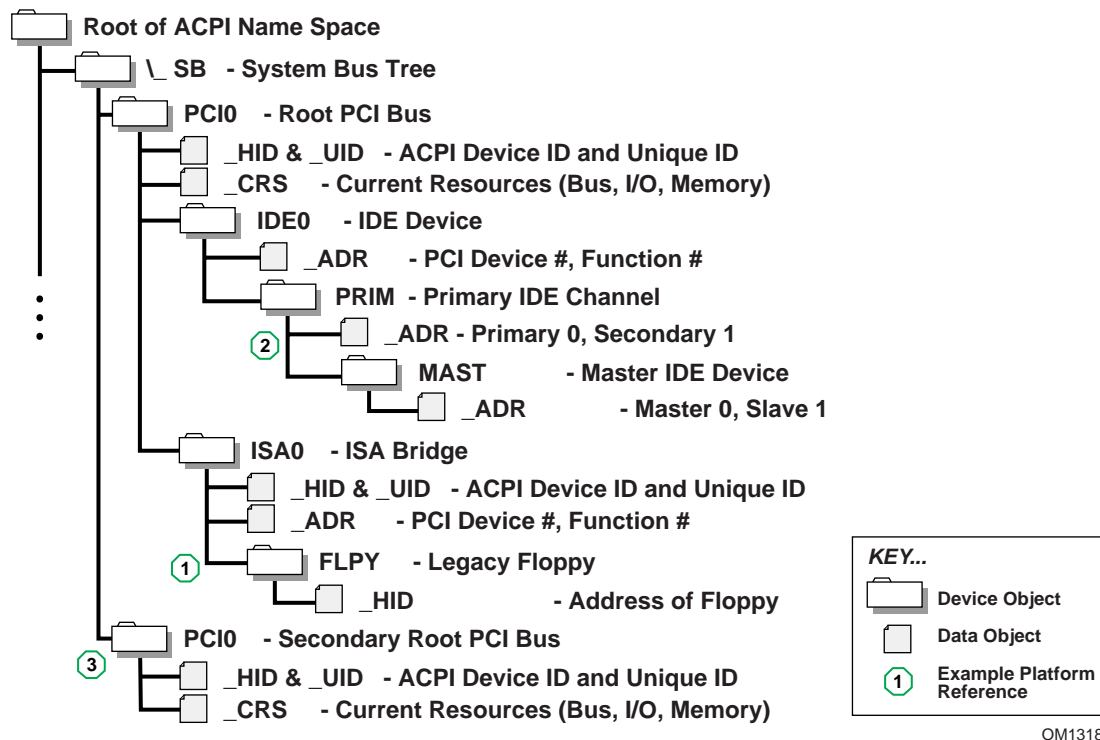 Root of ACPI Name Space
\_ SB - System Bus Tree
PCI0 - Root PCI Bus
_HID & _UID - ACPI Device ID and Unique ID
_CRS - Current Resources (Bus, I/O, Memory)
IDE0 - IDE Device
_ADR - PCI Device #, Function #
PRIM - Primary IDE Channel
2
_ADR - Primary 0, Secondary 1
MAST - Master IDE Device
_ADR - Master 0, Slave 1
ISA0 - ISA Bridge
_HID & _UID - ACPI Device ID and Unique ID
_ADR - PCI Device #, Function #
1
FLPY - Legacy Floppy
_HID - Address of Floppy
3
PCI0 - Secondary Root PCI Bus
_HID & _UID - ACPI Device ID and Unique ID
_CRS - Current Resources (Bus, I/O, Memory)
KEY...
Device Object
Data Object
1
Example Platform
Reference
OM1318